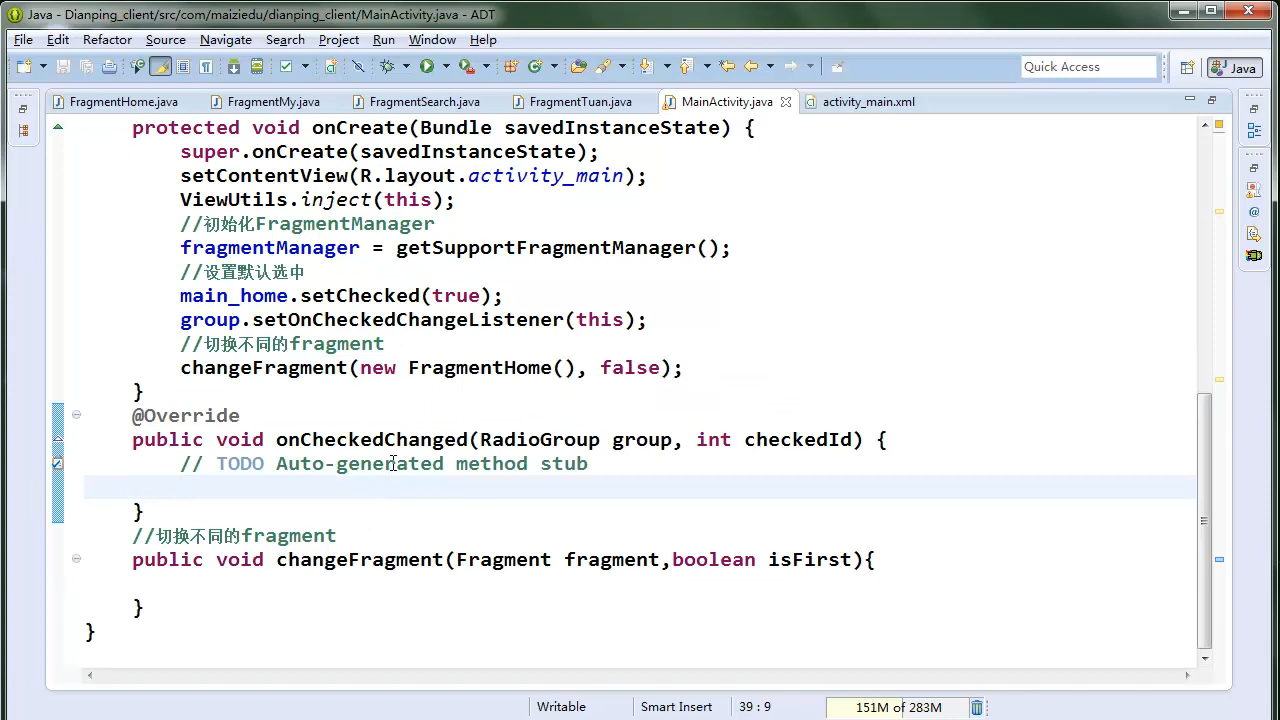 Java - Dianping_client/src/com/maiziedu/dianping_client/MainActivity.java - ADT
File Edit Refactor Source Navigate Search Project Run Window Help
Quick Access Java
FragmentHome.java FragmentMy.java FragmentSearch.java FragmentTuan.java MainActivity.java activity_main.xml
protected void onCreate(Bundle savedInstanceState) {
super.onCreate(savedInstanceState);
setContentView(R.layout.activity_main);
ViewUtils.inject(this);
//初始化FragmentManager
fragmentManager = getSupportFragmentManager();
//设置默认选中
main_home.setChecked(true);
group.setOnCheckedChangeListener(this);
//切换不同的fragment
changeFragment(new FragmentHome(), false);
}
@Override
public void onCheckedChanged(RadioGroup group, int checkedId) {
// TODO Auto-generated method stub
}
//切换不同的fragment
public void changeFragment(Fragment fragment,boolean isFirst){
}
}
Writable Smart Insert 39 : 9 151M of 283M